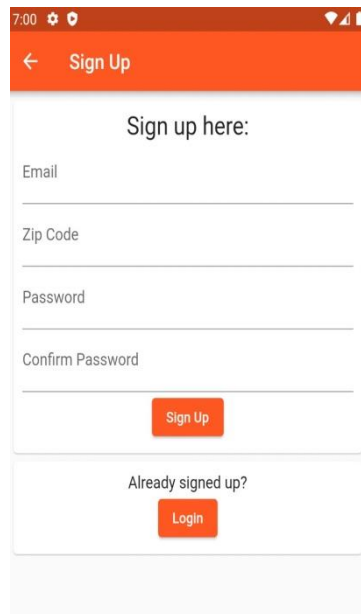 7:00
Sign Up
Sign up here:
Email
Zip Code
Password
Confirm Password
Sign Up
Already signed up?
Login